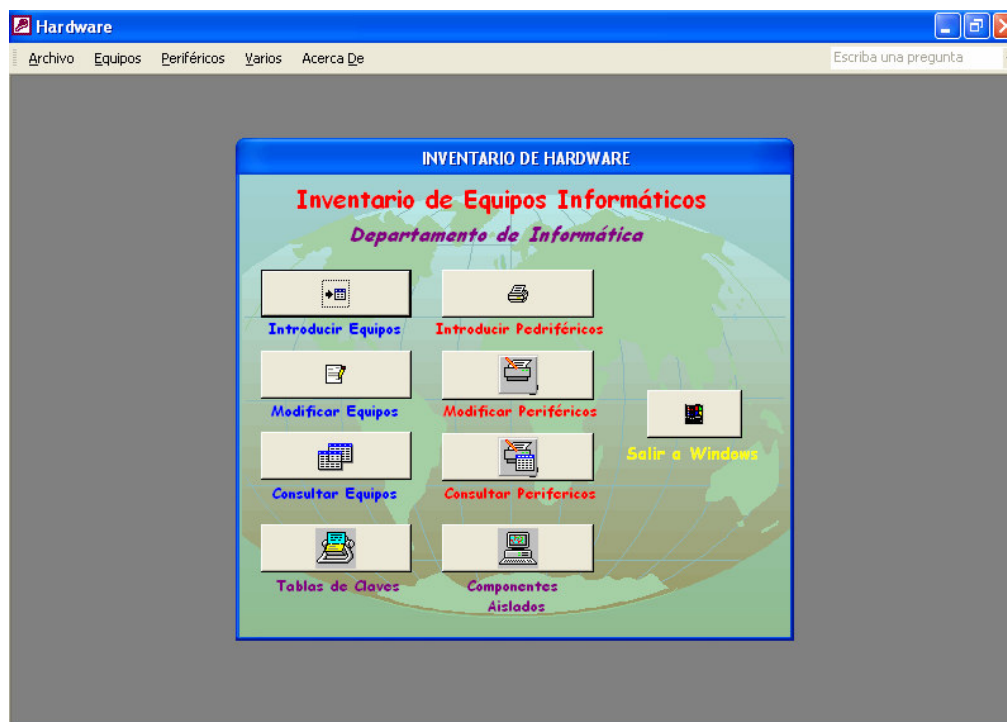 Hardware
Archivo Equipos Periféricos Varios Acerca De
Escriba una pregunta
INVENTARIO DE HARDWARE
Inventario de Equipos Informáticos
Departamento de Informática
Introducir Equipos Introducir Pedriféricos
Modificar Equipos Modificar Periféricos
Salir a Windows
Consultar Equipos Consultar Perifericos
Tablas de Claves Componentes
Aislados